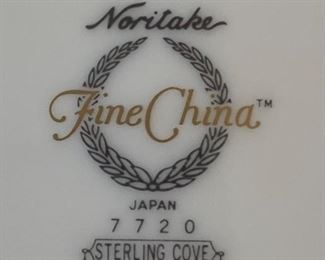 Noritake
Fine China™
JAPAN
7720
STERLING COVE